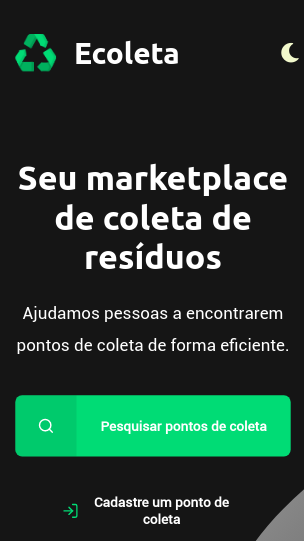 Ecoleta
Seu marketplace
de coleta de
resíduos
Ajudamos pessoas a encontrarem
pontos de coleta de forma eficiente.
Pesquisar pontos de coleta
Cadastre um ponto de
coleta